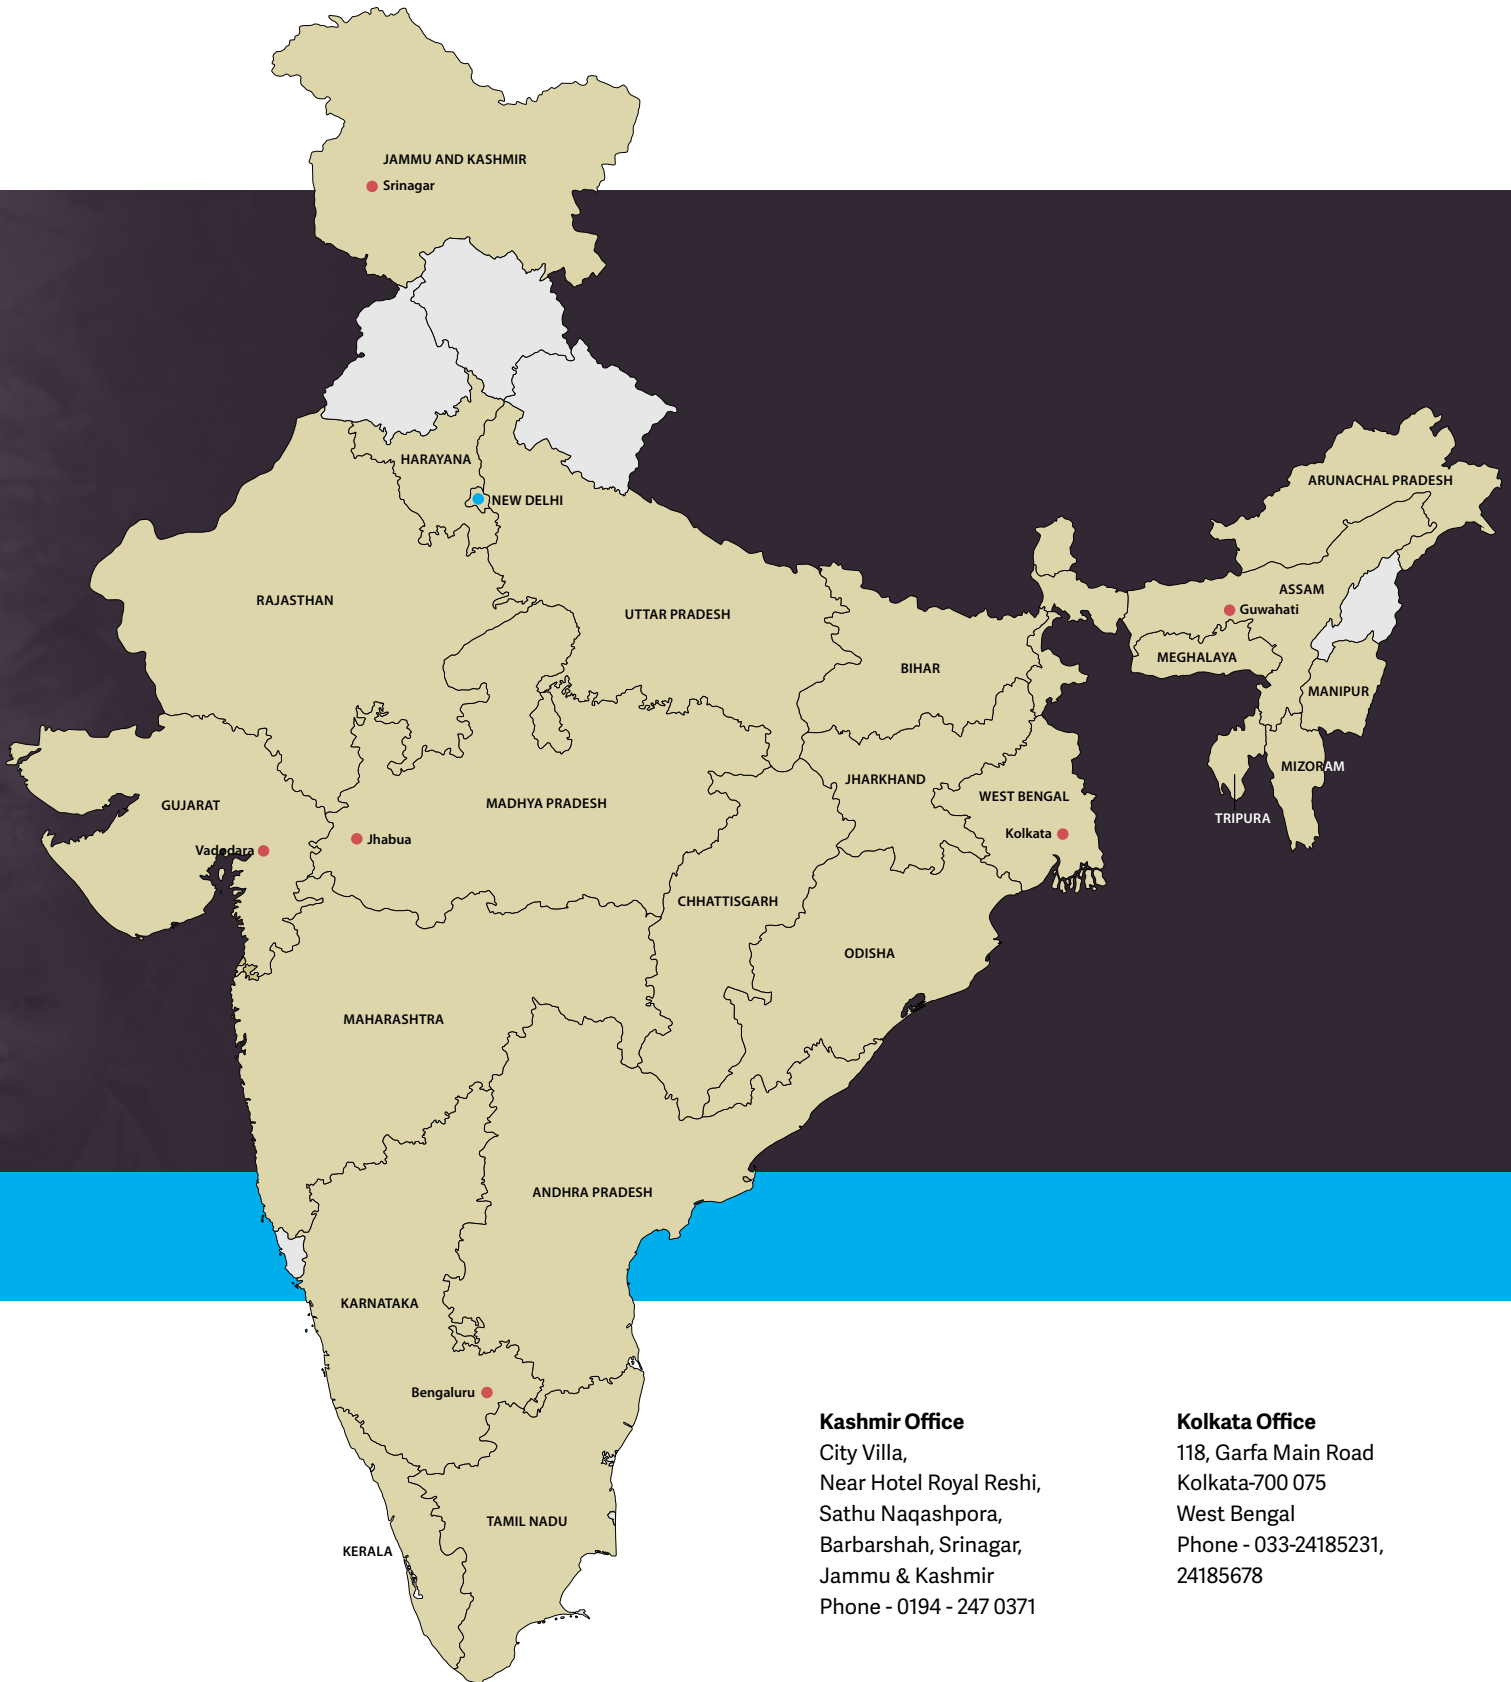 JAMMU AND KASHMIR
Srinagar
HARAYANA
NEW DELHI
ARUNACHAL PRADESH
RAJASTHAN
UTTAR PRADESH
ASSAM
Guwahati
BIHAR
MEGHALAYA
MANIPUR
MIZORAM
TRIPURA
GUJARAT
MADHYA PRADESH
JHARKHAND
WEST BENGAL
Vadodara
Jhabua
Kolkata
CHHATTISGARH
ODISHA
MAHARASHTRA
ANDHRA PRADESH
KARNATAKA
Bengaluru
TAMIL NADU
KERALA
Kashmir Office
City Villa,
Near Hotel Royal Reshi,
Sathu Naqashpora,
Barbarshah, Srinagar,
Jammu & Kashmir
Phone - 0194 - 247 0371
Kolkata Office
118, Garfa Main Road
Kolkata-700 075
West Bengal
Phone - 033-24185231,
24185678